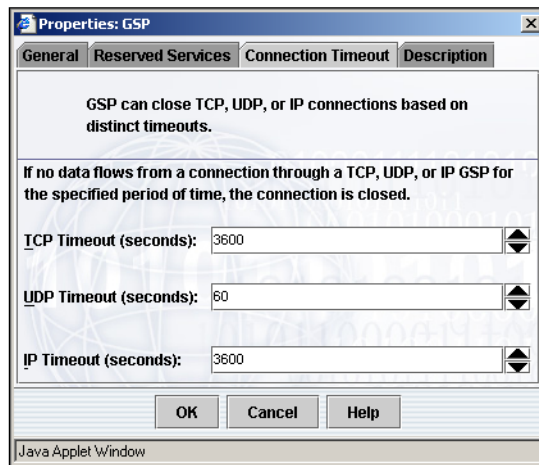 Properties: GSP
General Reserved Services Connection Timeout Description
GSP can close TCP, UDP, or IP connections based on
distinct timeouts.
If no data flows from a connection through a TCP, UDP, or IP GSP for
the specified period of time, the connection is closed.
TCP Timeout (seconds): 3600
UDP Timeout (seconds): 60
IP Timeout (seconds): 3600
OK Cancel Help
Java Applet Window